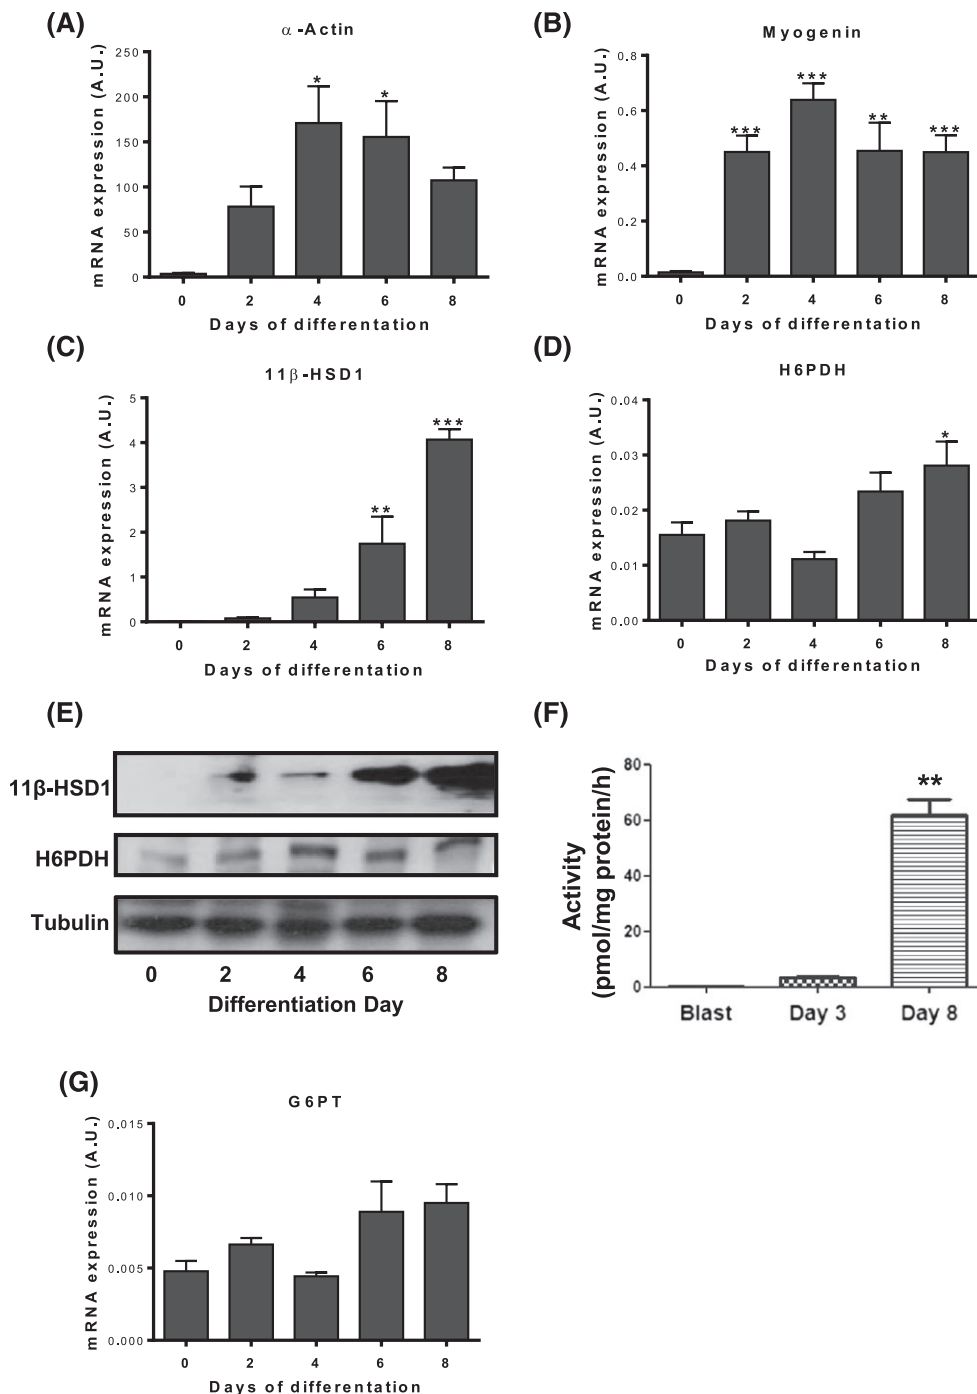 (A)
α-Actin
mRNA expression (A.U.)
250
200
150
100
50
0
*
*
0 2 4 6 8
Days of differentation
(B)
Myogenin
mRNA expression (A.U.)
0.8
0.6
0.4
0.2
0.0
***
***
**
***
0 2 4 6 8
Days of differentation
(C)
11β-HSD1
mRNA expression (A.U.)
5
4
3
2
1
0
**
***
0 2 4 6 8
Days of differentation
(D)
H6PDH
mRNA expression (A.U.)
0.04
0.03
0.02
0.01
0.00
*
0 2 4 6 8
Days of differentation
(E)
11β-HSD1
H6PDH
Tubulin
0 2 4 6 8
Differentiation Day
(F)
Activity
(pmol/mg protein/h)
80
60
40
20
0
**
Blast Day 3 Day 8
(G)
G6PT
mRNA expression (A.U.)
0.015
0.010
0.005
0.000
0 2 4 6 8
Days of differentation